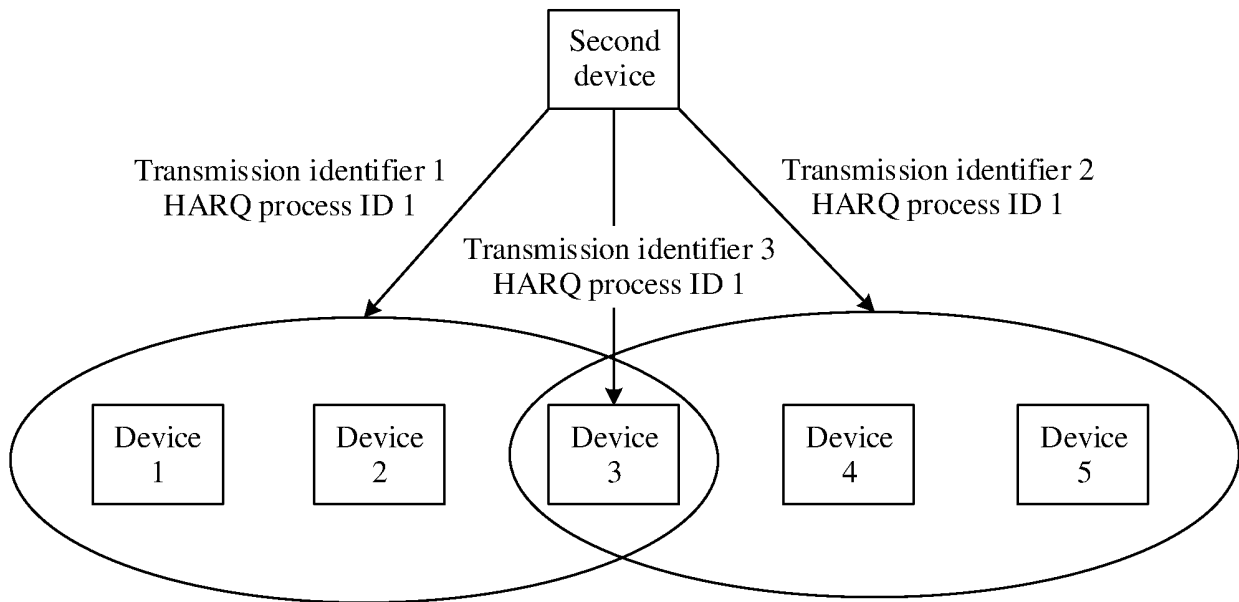 Second
device
Transmission identifier 1
HARQ process ID 1
Transmission identifier 2
HARQ process ID 1
Transmission identifier 3
HARQ process ID 1
Device
1
Device
2
Device
3
Device
4
Device
5